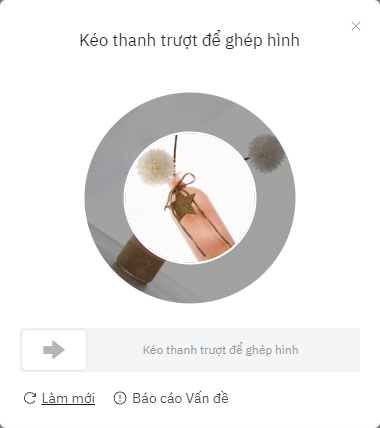 Kéo thanh trượt để ghép hình
Kéo thanh trượt để ghép hình
Làm mới
Báo cáo Vấn đề